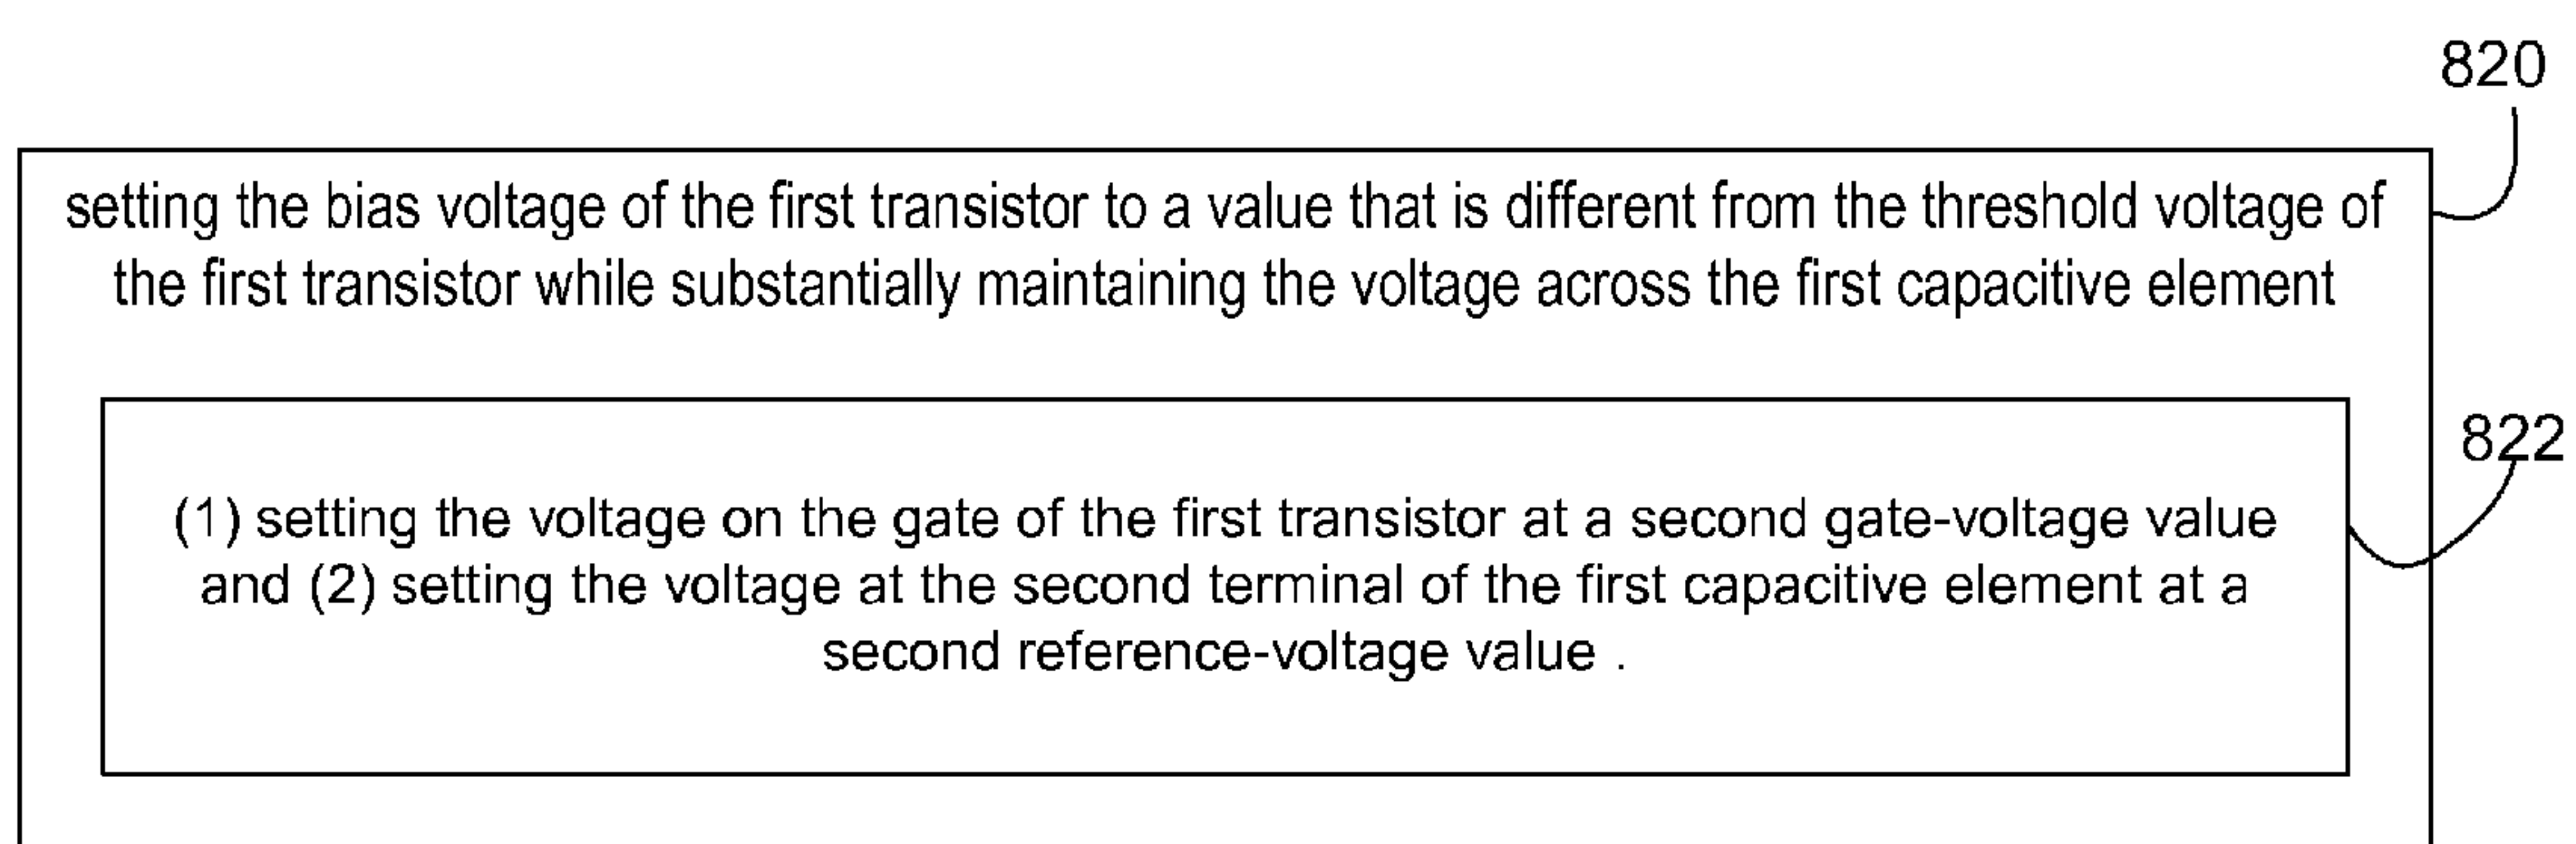 820
setting the bias voltage of the first transistor to a value that is different from the threshold voltage of
the first transistor while substantially maintaining the voltage across the first capacitive element
822
(1) setting the voltage on the gate of the first transistor at a second gate-voltage value
and (2) setting the voltage at the second terminal of the first capacitive element at a
second reference-voltage value .